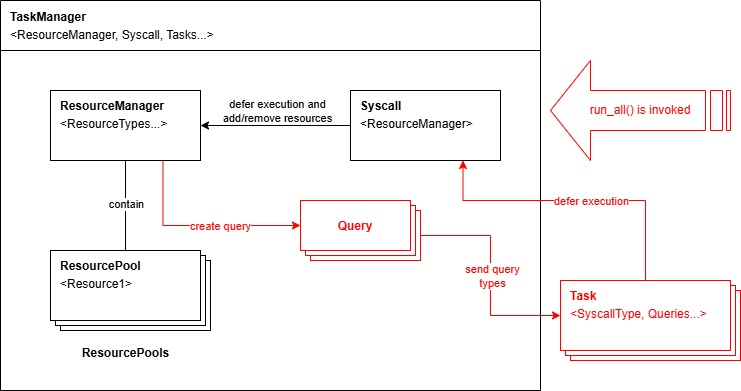 TaskManager
<ResourceManager, Syscall, Tasks...>
ResourceManager
<ResourceTypes...>
defer execution and
add/remove resources
Syscall
<ResourceManager>
run_all() is invoked
contain
create query
Query
defer execution
ResourcePool
<Resource1>
send query
types
Task
<SyscallType, Queries...>
ResourcePools